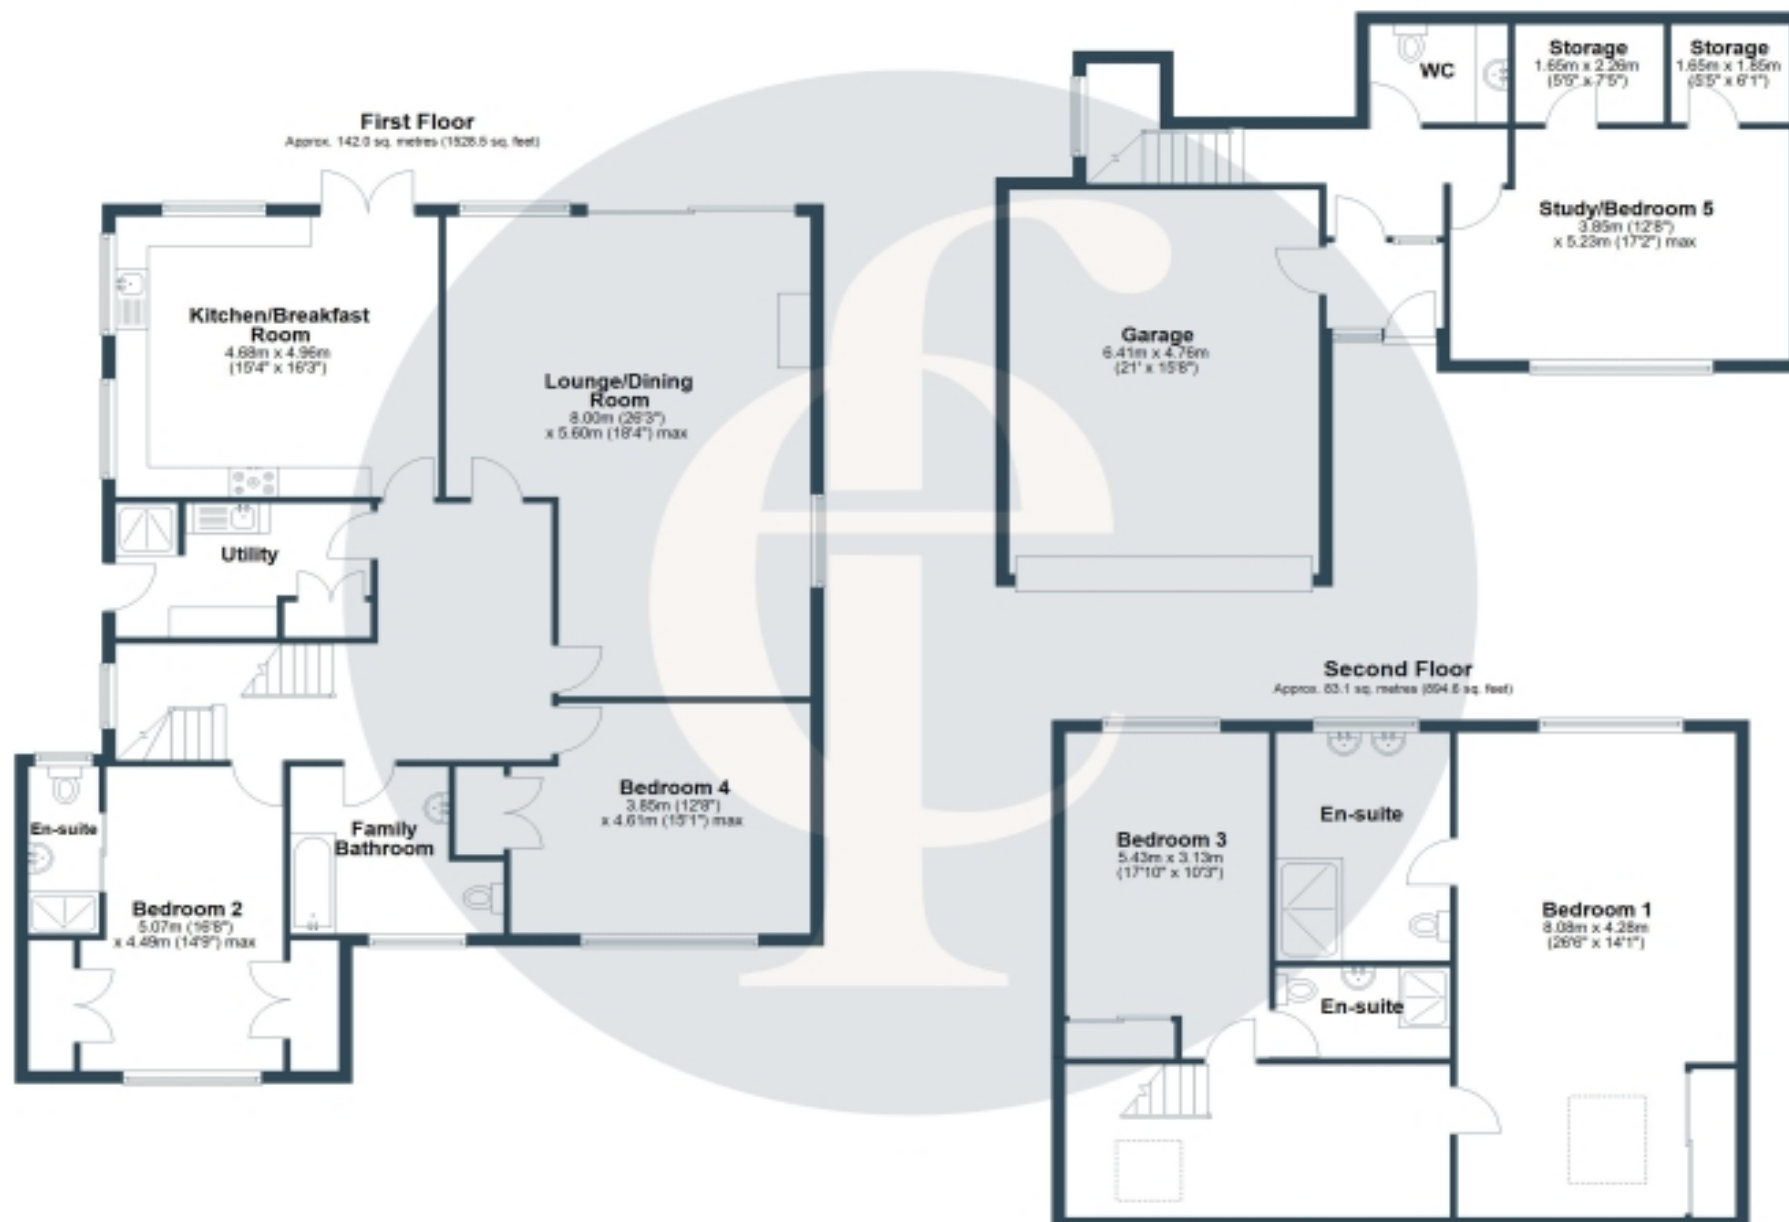 First Floor
Approx. 142.0 sq. metres (1528.5 sq. feet)
Kitchen/Breakfast
Room
4.68m x 4.96m
(15'4" x 16'3")
Lounge/Dining
Room
8.00m (26'3")
x 5.60m (18'4") max
Utility
En-suite
Bedroom 2
5.07m (16'8")
x 4.49m (14'9") max
Family
Bathroom
Bedroom 4
3.85m (12'8")
x 4.61m (15'1") max
WC
Storage
1.65m x 2.26m
(5'5" x 7'5")
Storage
1.65m x 1.85m
(5'5" x 6'1")
Study/Bedroom 5
3.85m (12'8")
x 5.23m (17'2") max
Garage
6.41m x 4.76m
(21' x 15'8")
Second Floor
Approx. 83.1 sq. metres (894.6 sq. feet)
Bedroom 3
5.43m x 3.13m
(17'10" x 10'3")
En-suite
En-suite
Bedroom 1
8.08m x 4.28m
(26'6" x 14'1")